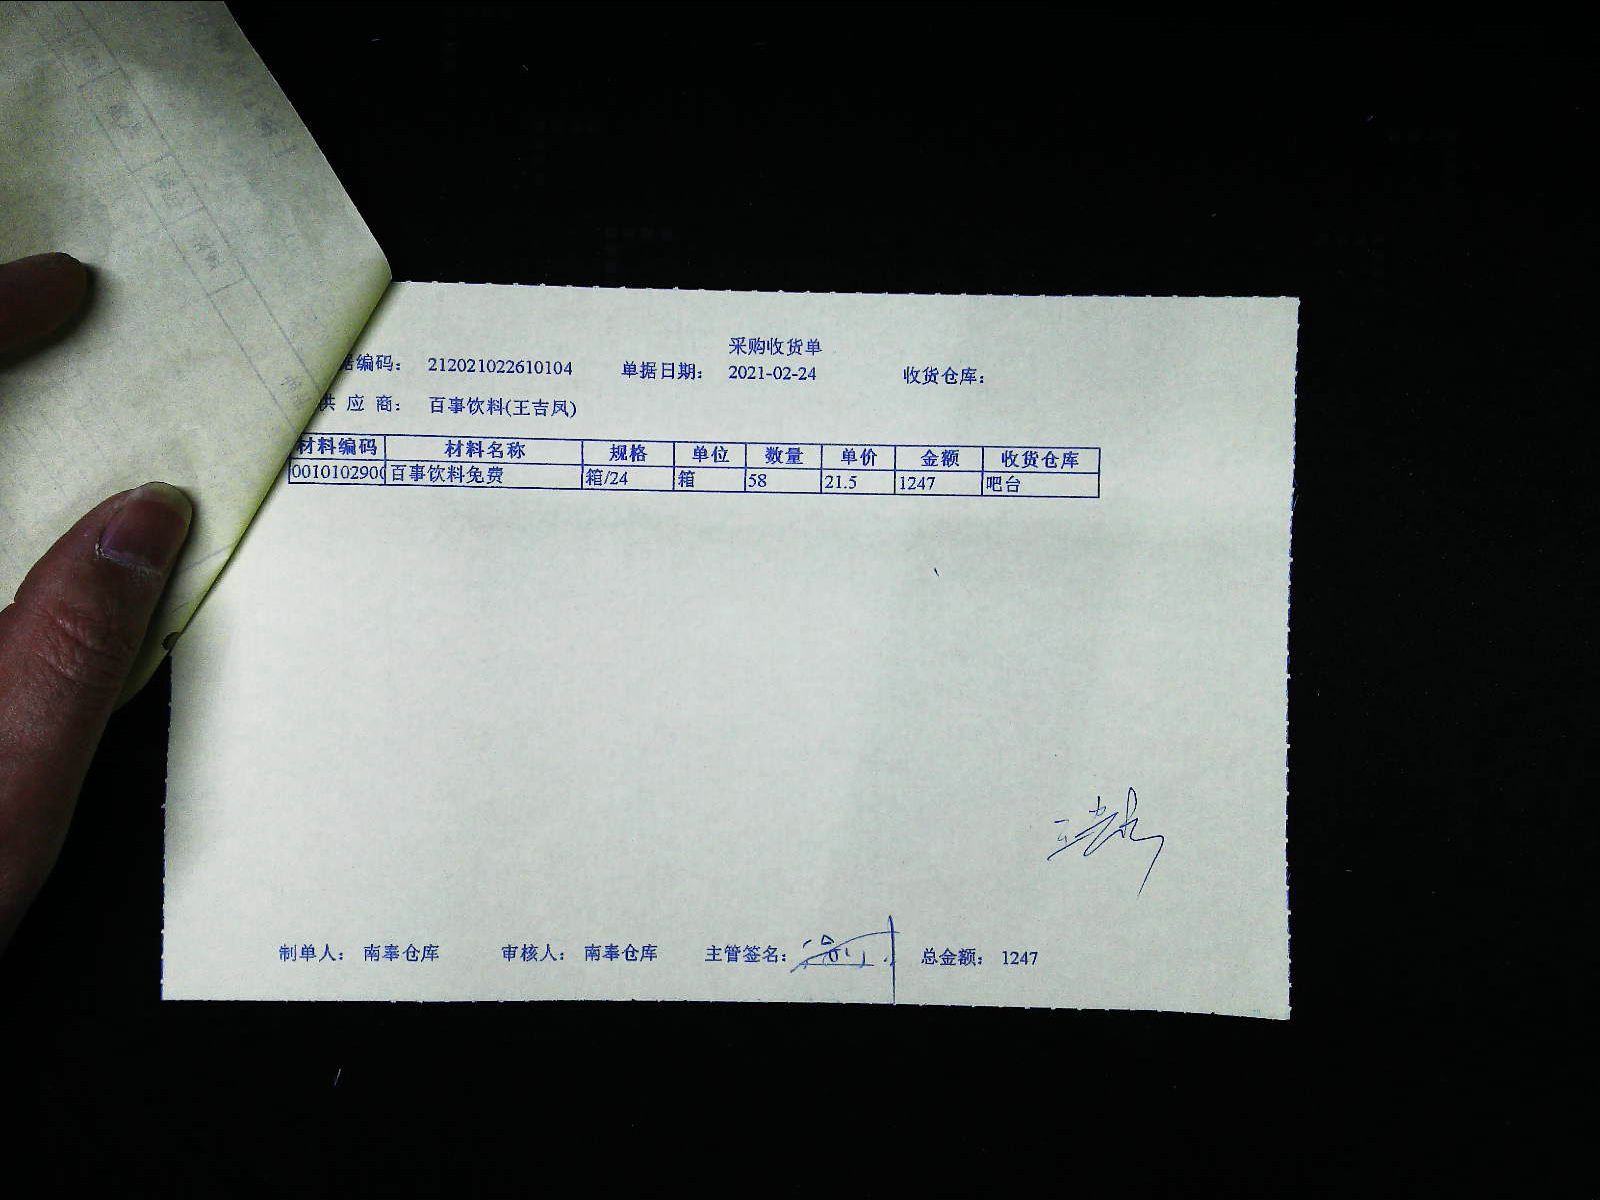 采购收货单
据编码： 212021022610104 单据日期： 2021-02-24 收货仓库：
供 应 商： 百事饮料(王吉凤)
材料编码 材料名称 规格 单位 数量 单价 金额 收货仓库
0010102900 百事饮料免费 箱/24 箱 58 21.5 1247 吧台
制单人： 南奉仓库 审核人： 南奉仓库 主管签名： 总金额： 1247